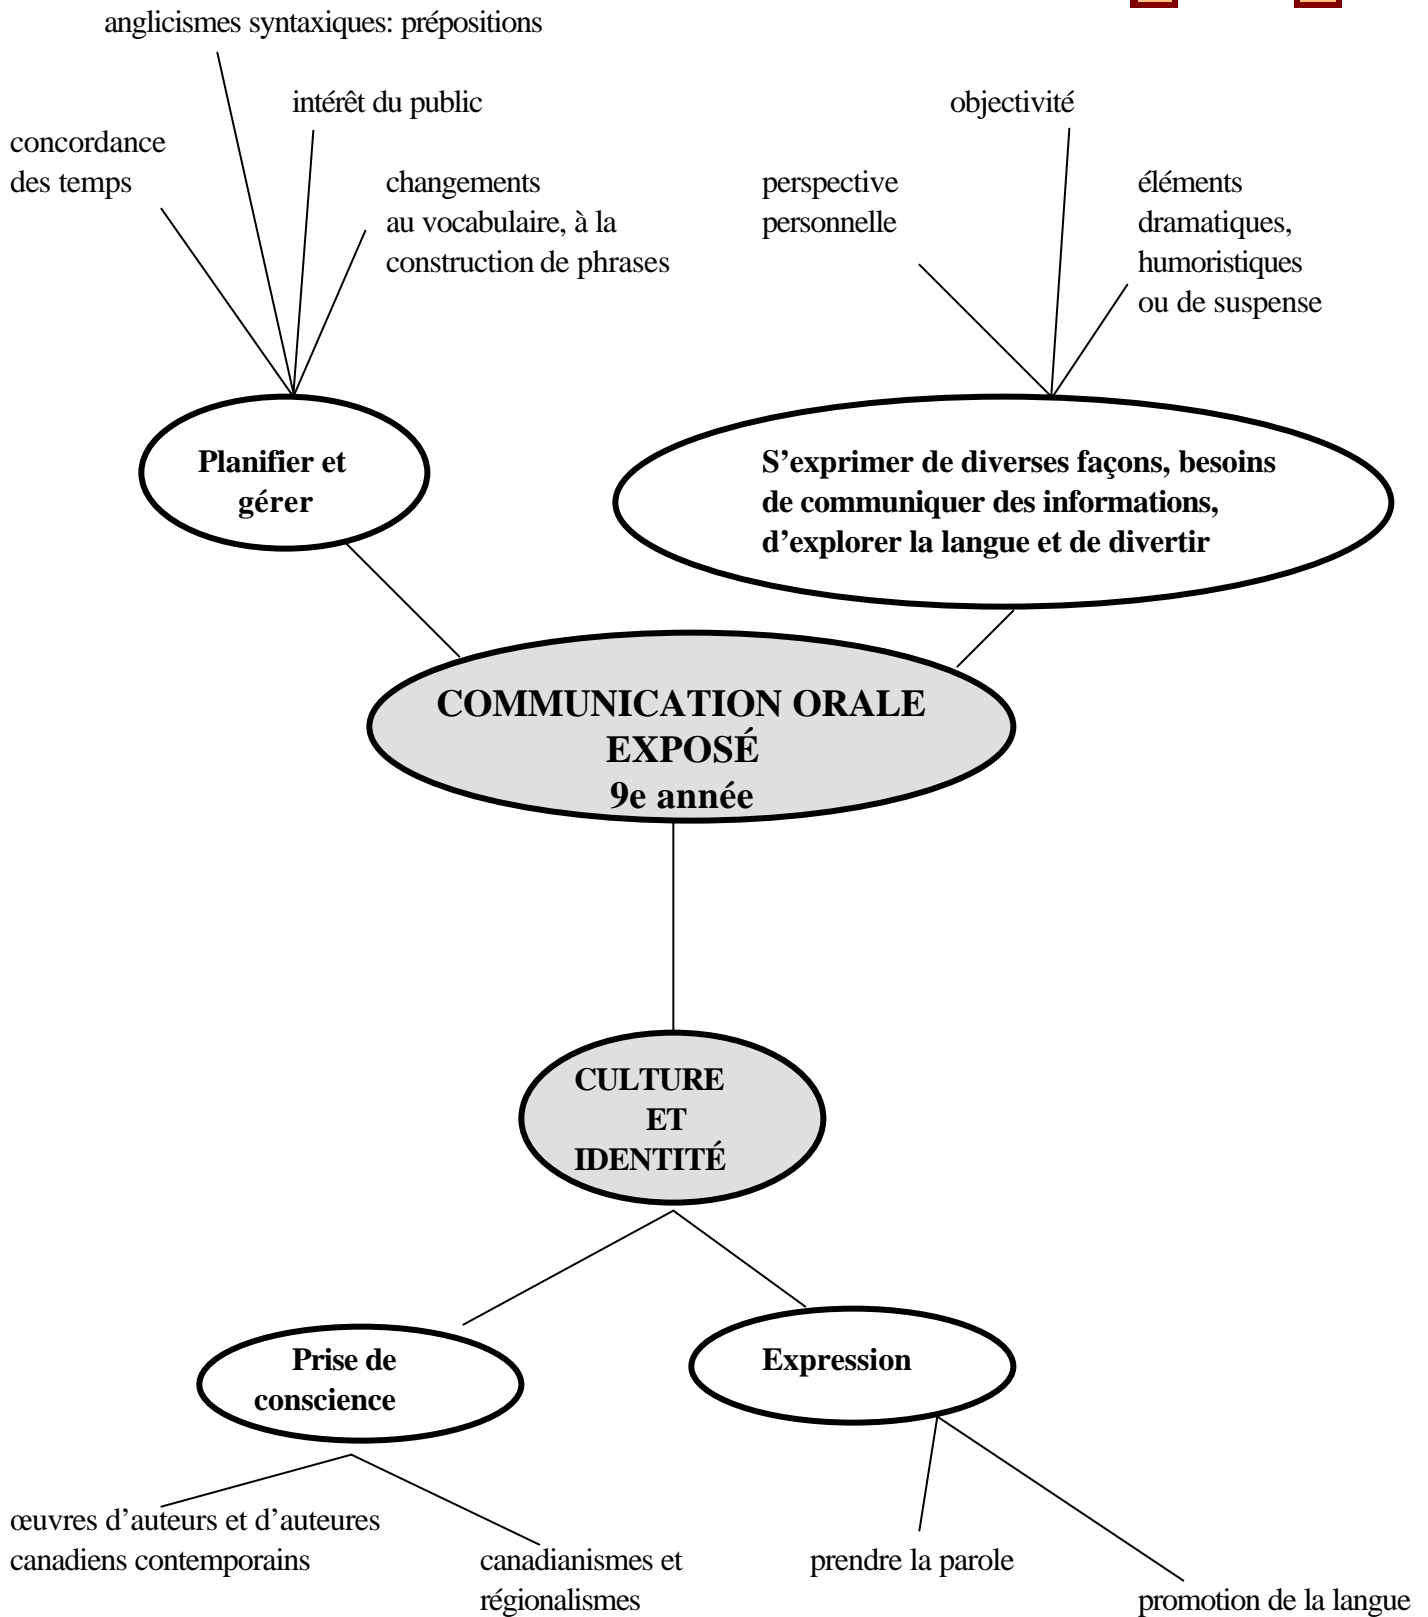 anglicismes syntaxiques: prépositions
intérêt du public
concordance
des temps
changements
au vocabulaire, à la
construction de phrases
objectivité
perspective
personnelle
éléments
dramatiques,
humoristiques
ou de suspense
Planifier et
gérer
S’exprimer de diverses façons, besoins
de communiquer des informations,
d’explorer la langue et de divertir
COMMUNICATION ORALE
EXPOSÉ
9e année
CULTURE
ET
IDENTITÉ
Prise de
conscience
Expression
œuvres d’auteurs et d’auteures
canadiens contemporains
canadianismes et
régionalismes
prendre la parole
promotion de la langue